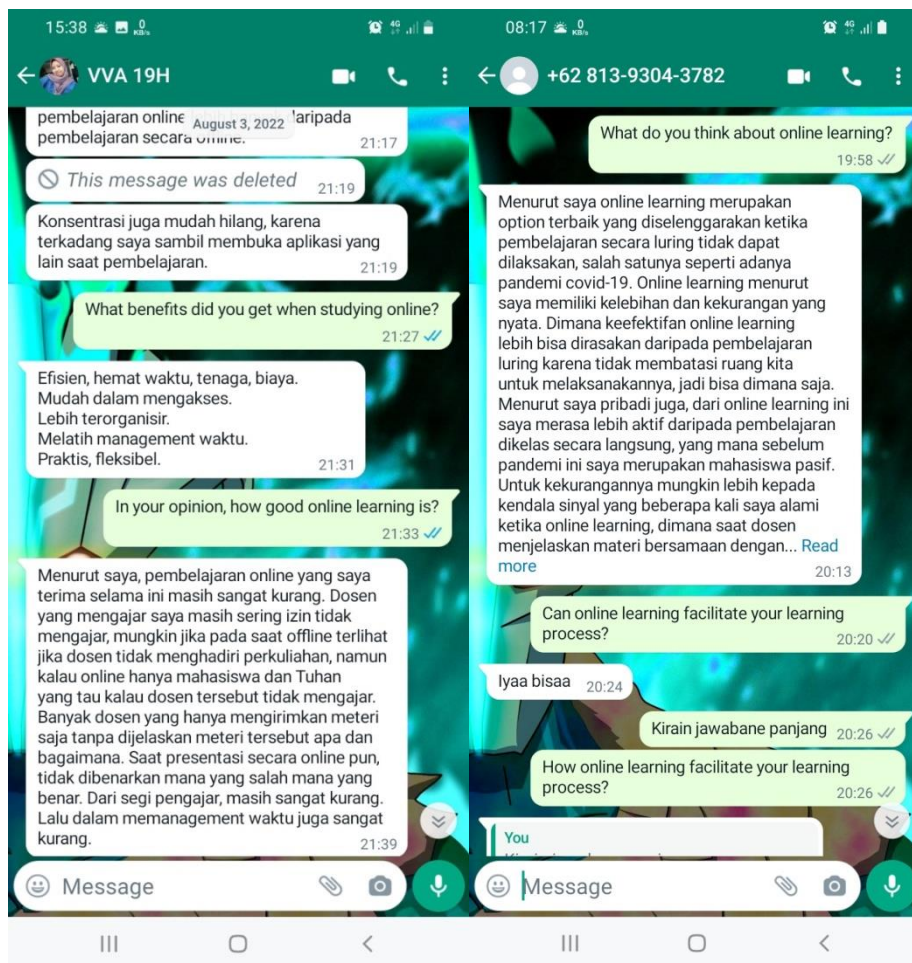 15:38
0
KB/s
4G
VVA 19H
pembelajaran online
daripada
August 3, 2022
pembelajaran secara offline.
21:17
This message was deleted
21:19
Konsentrasi juga mudah hilang, karena
terkadang saya sambil membuka aplikasi yang
lain saat pembelajaran.
21:19
What benefits did you get when studying online?
21:27
Efisien, hemat waktu, tenaga, biaya.
Mudah dalam mengakses.
Lebih terorganisir.
Melatih management waktu.
Praktis, fleksibel.
21:31
In your opinion, how good online learning is?
21:33
Menurut saya, pembelajaran online yang saya
terima selama ini masih sangat kurang. Dosen
yang mengajar saya masih sering izin tidak
mengajar, mungkin jika pada saat offline terlihat
jika dosen tidak menghadiri perkuliahan, namun
kalau online hanya mahasiswa dan Tuhan
yang tau kalau dosen tersebut tidak mengajar.
Banyak dosen yang hanya mengirimkan meteri
saja tanpa dijelaskan meteri tersebut apa dan
bagaimana. Saat presentasi secara online pun,
tidak dibenarkan mana yang salah mana yang
benar. Dari segi pengajar, masih sangat kurang.
Lalu dalam memanagement waktu juga sangat
kurang.
21:39
Message
08:17
0
KB/s
4G
+62 813-9304-3782
What do you think about online learning?
19:58
Menurut saya online learning merupakan
option terbaik yang diselenggarakan ketika
pembelajaran secara luring tidak dapat
dilaksakan, salah satunya seperti adanya
pandemi covid-19. Online learning menurut
saya memiliki kelebihan dan kekurangan yang
nyata. Dimana keefektifan online learning
lebih bisa dirasakan daripada pembelajaran
luring karena tidak membatasi ruang kita
untuk melaksanakannya, jadi bisa dimana saja.
Menurut saya pribadi juga, dari online learning ini
saya merasa lebih aktif daripada pembelajaran
dikelas secara langsung, yang mana sebelum
pandemi ini saya merupakan mahasiswa pasif.
Untuk kekurangannya mungkin lebih kepada
kendala sinyal yang beberapa kali saya alami
ketika online learning, dimana saat dosen
menjelaskan materi bersamaan dengan... Read
more
20:13
Can online learning facilitate your learning
process?
20:20
Iyaa bisaa
20:24
Kirain jawabane panjang
20:26
How online learning facilitate your learning
process?
20:26
You
Message